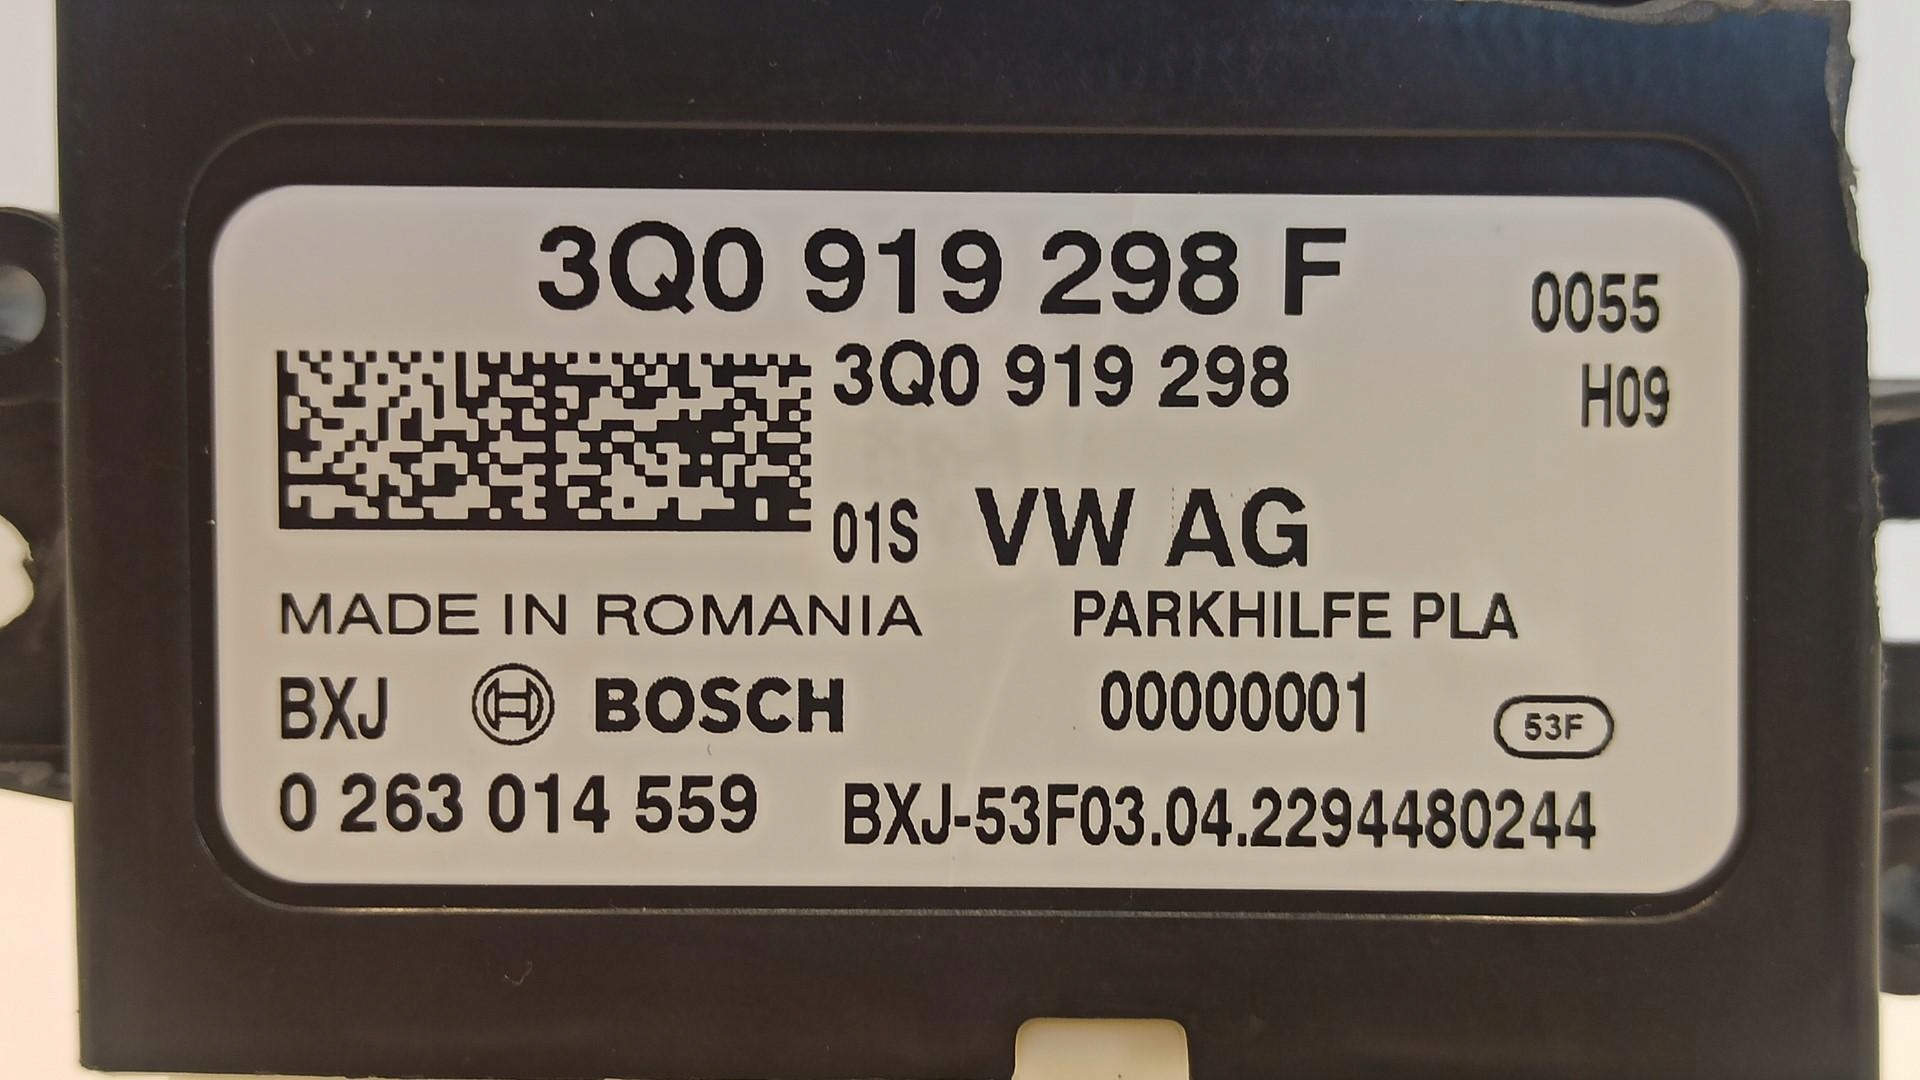 3Q0 919 298 F
0055
3Q0 919 298
H09
01S VW AG
MADE IN ROMANIA PARKHILFE PLA
BXJ BOSCH 00000001 53F
0 263 014 559 BXJ-53F03.04.2294480244